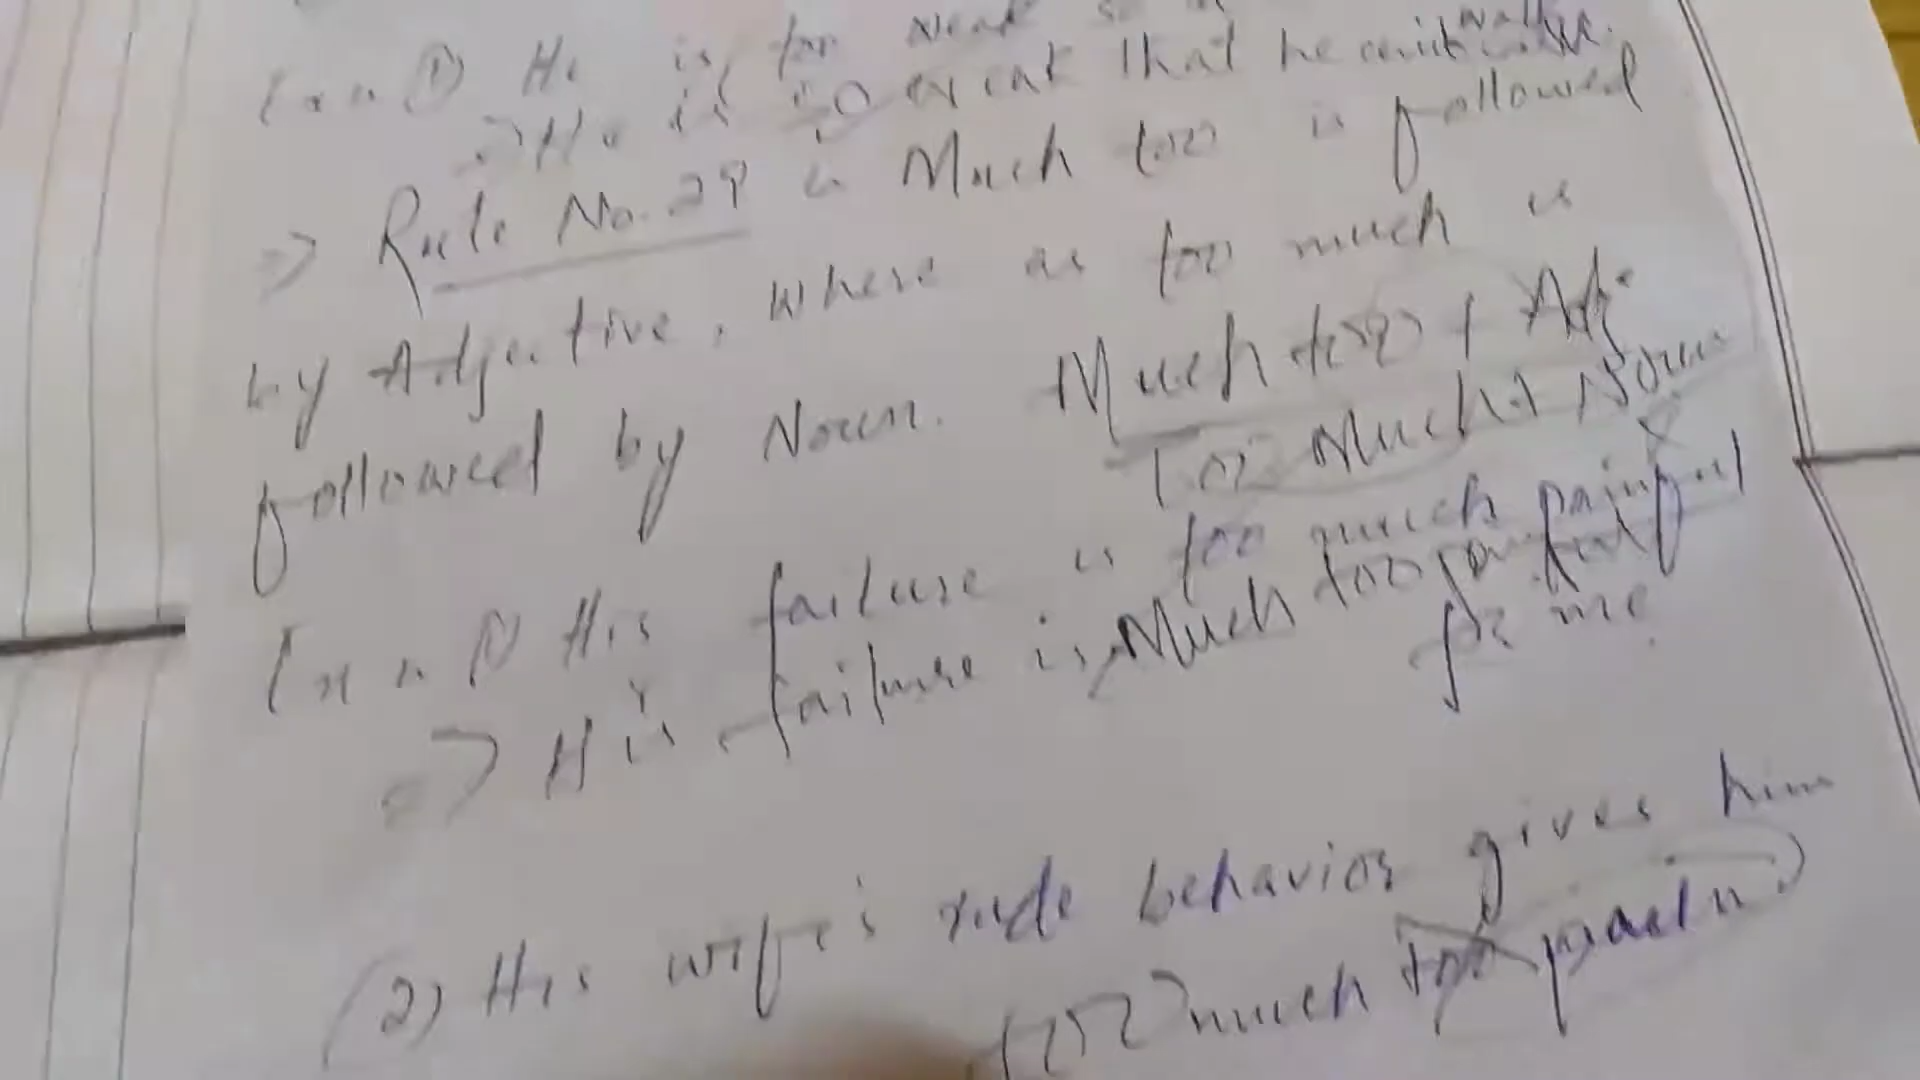 Ex: ① He is too weak
⇒ He is so weak that he can't walk.
⇒ Rule No. 29 : Much too is followed
by Adjective, where as too much is
followed by Noun. Much too + Adj.
Too Much + Noun
Ex: ① His failure is too much painful
⇒ His failure is Much too painful
for me.
(2) His wife's rude behavior gives him
too much too pain